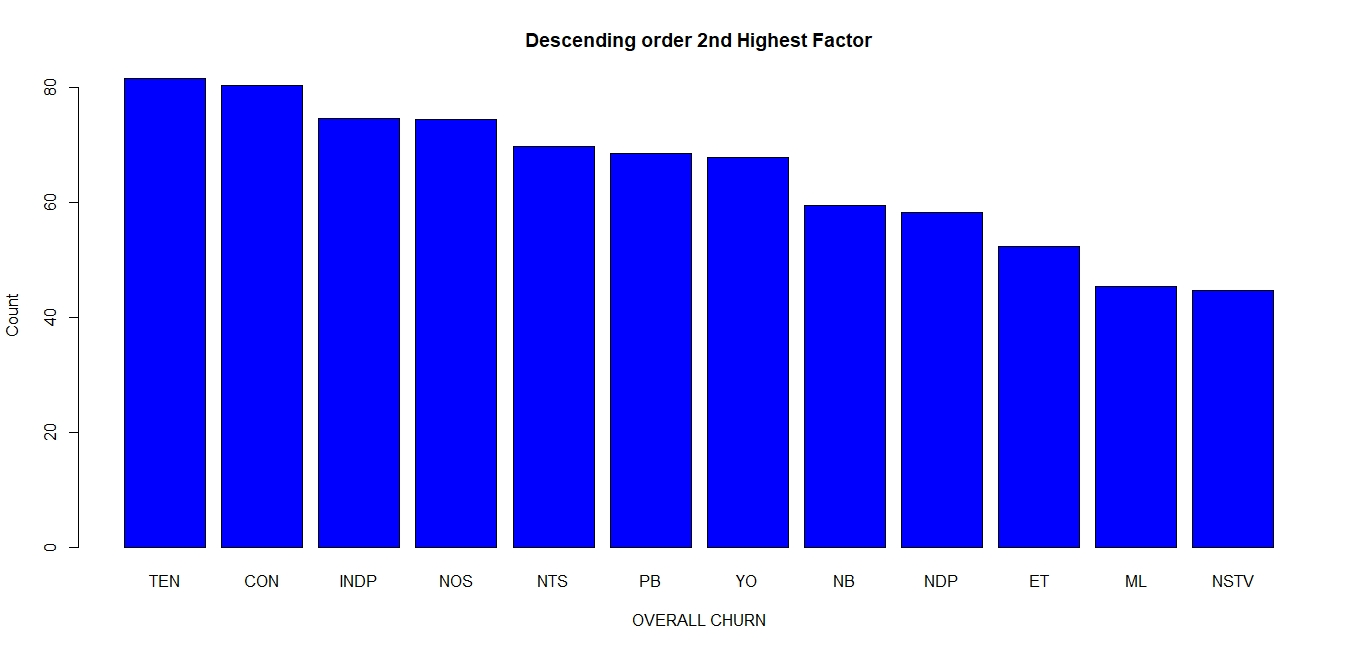 Descending order 2nd Highest Factor
80
60
40
20
0
Count
TEN CON INDP NOS NTS PB YO NB NDP ET ML NSTV
OVERALL CHURN